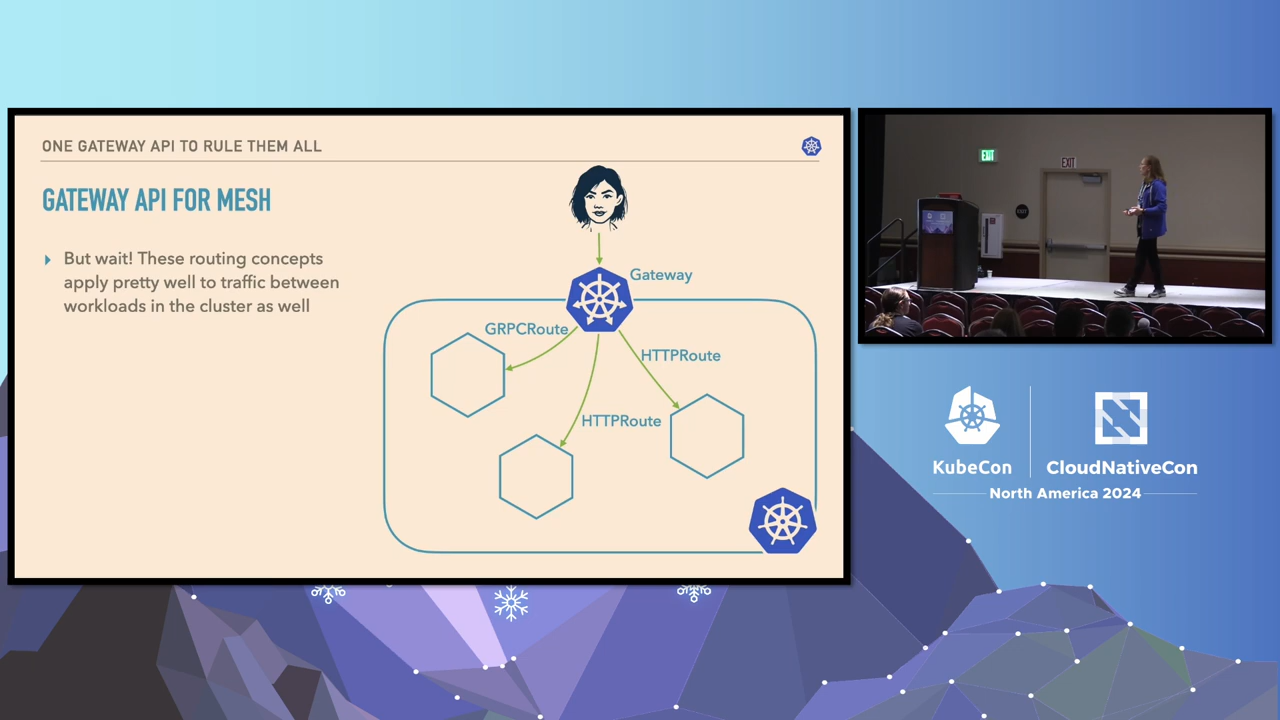 ONE GATEWAY API TO RULE THEM ALL
GATEWAY API FOR MESH
But wait! These routing concepts
apply pretty well to traffic between
workloads in the cluster as well
Gateway
GRPCRoute
HTTPRoute
HTTPRoute
EXIT
EXIT
EXIT
KubeCon
CloudNativeCon
North America 2024